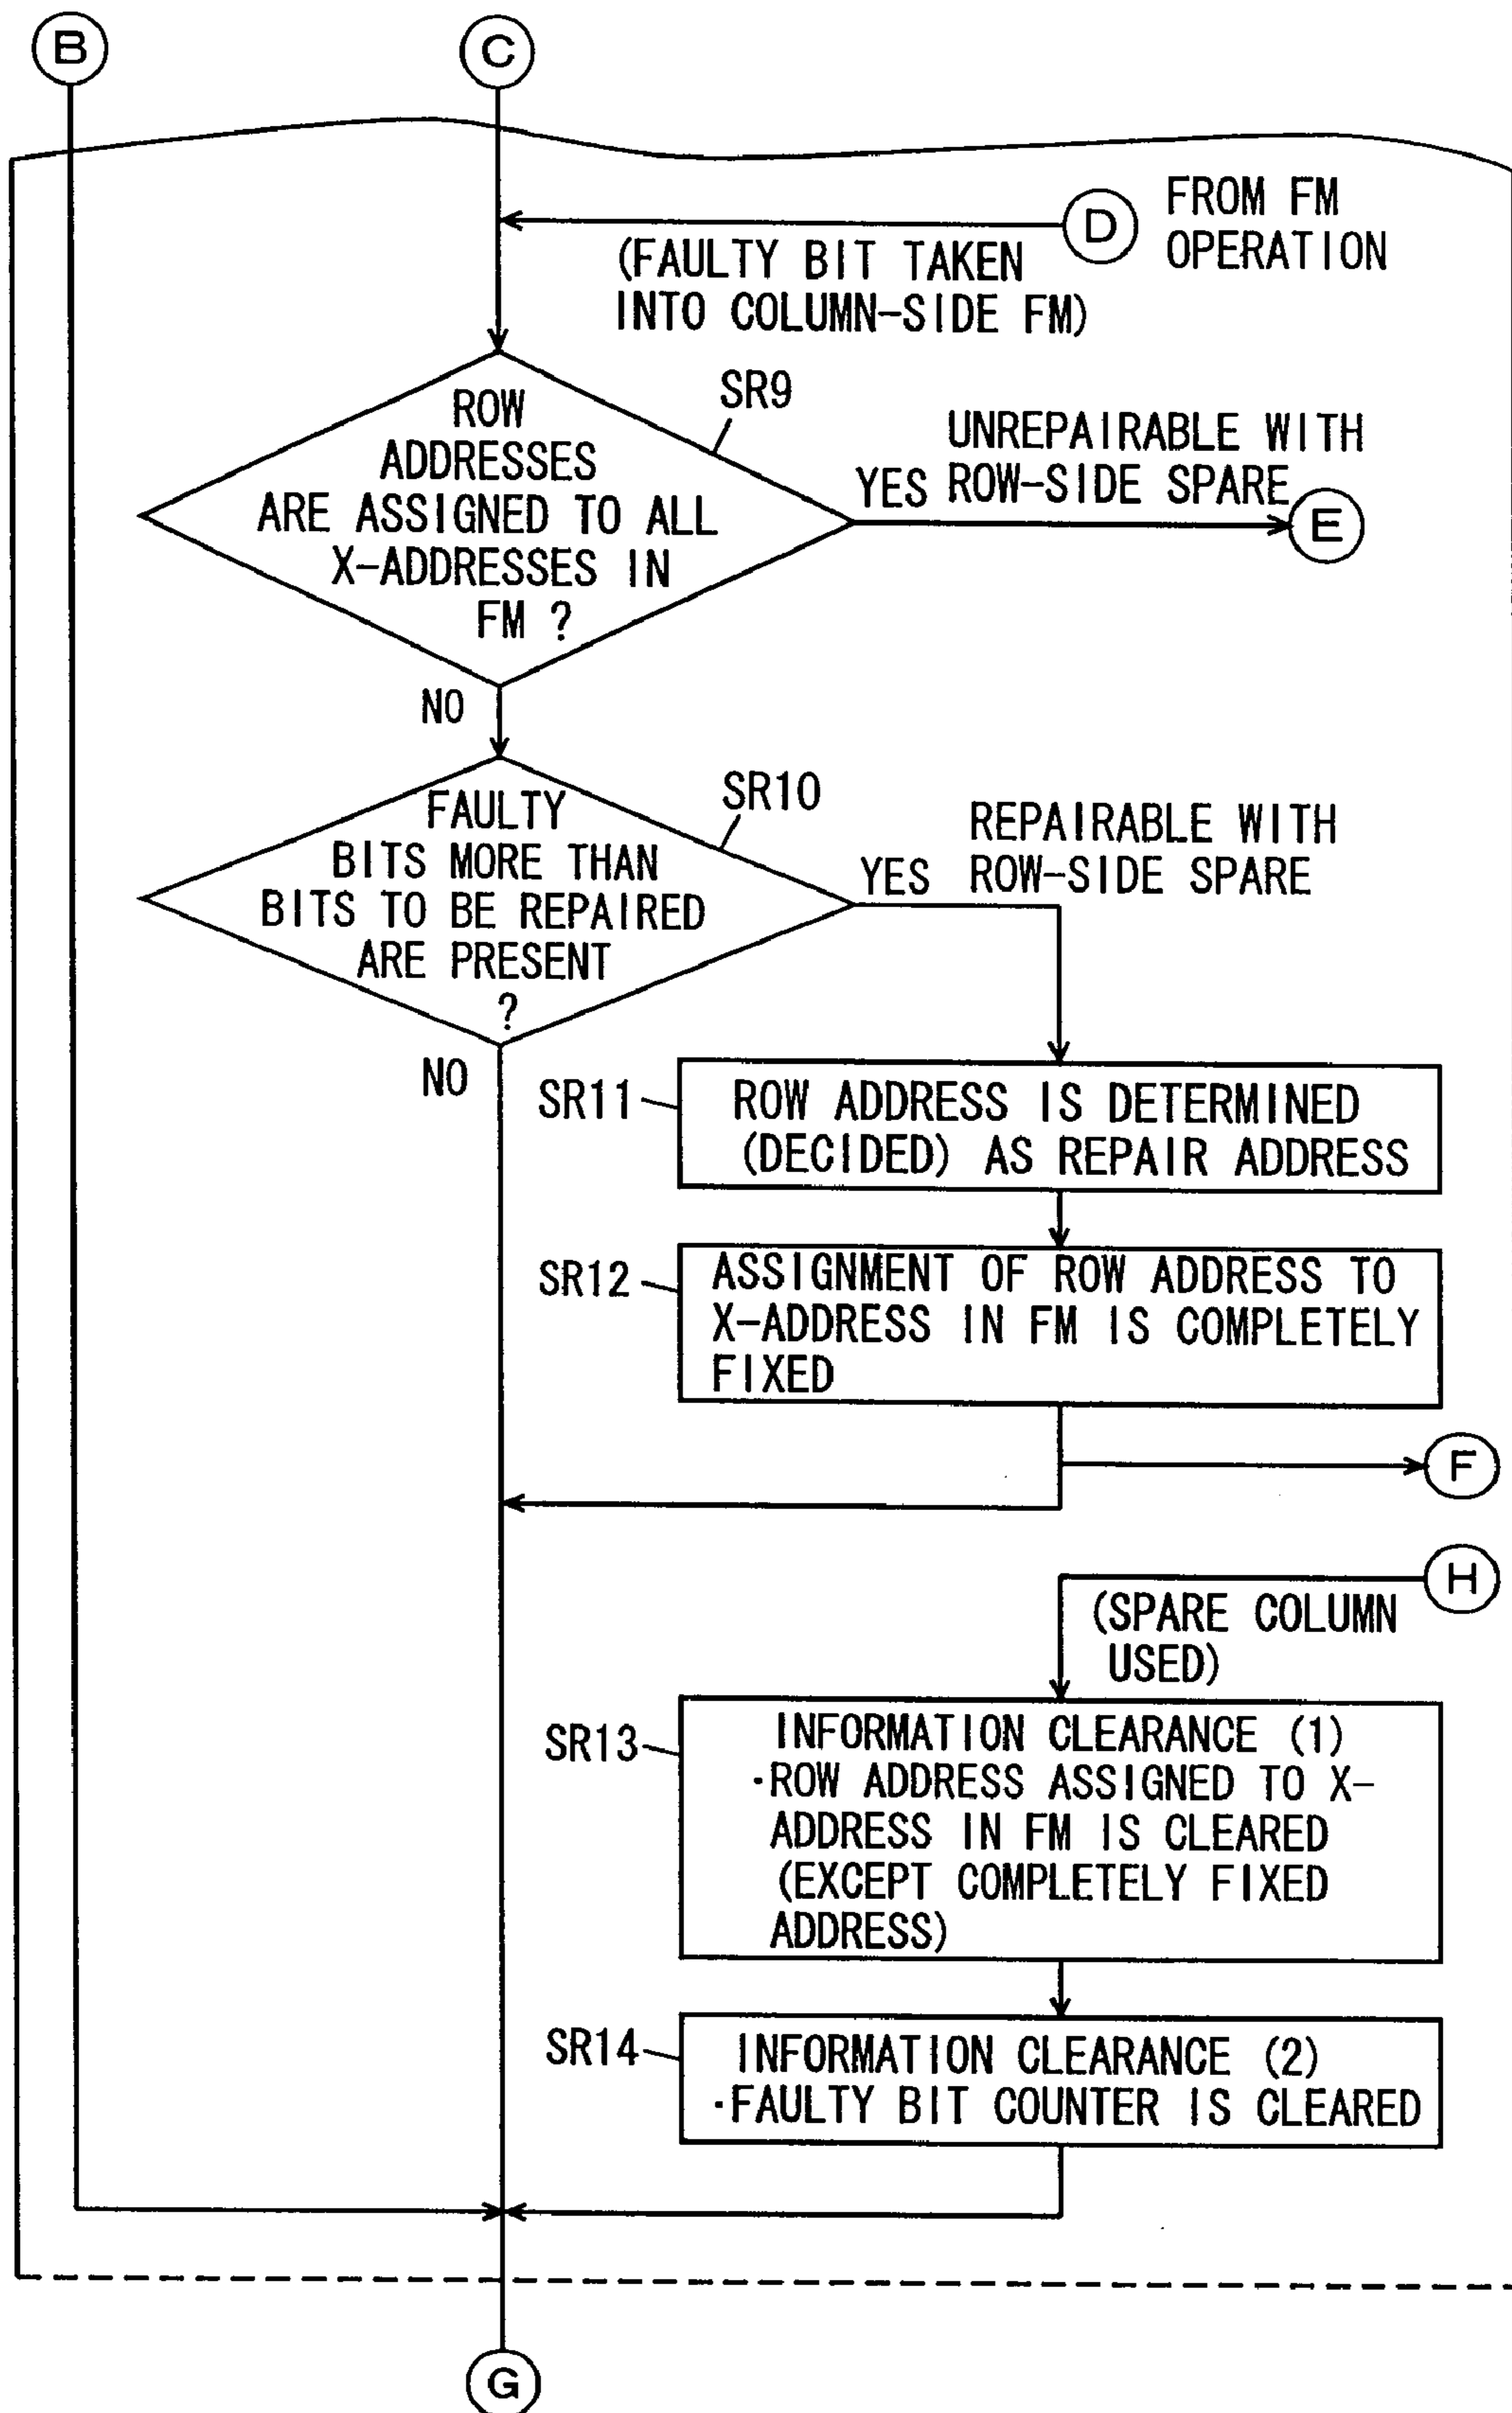 B
C
D
FROM FM
OPERATION
(FAULTY BIT TAKEN
INTO COLUMN-SIDE FM)
ROW
ADDRESSES
ARE ASSIGNED TO ALL
X-ADDRESSES IN
FM ?
SR9
UNREPAIRABLE WITH
YES ROW-SIDE SPARE
E
NO
FAULTY
BITS MORE THAN
BITS TO BE REPAIRED
ARE PRESENT
?
SR10
REPAIRABLE WITH
YES ROW-SIDE SPARE
NO
SR11
ROW ADDRESS IS DETERMINED
(DECIDED) AS REPAIR ADDRESS
SR12
ASSIGNMENT OF ROW ADDRESS TO
X-ADDRESS IN FM IS COMPLETELY
FIXED
F
H
(SPARE COLUMN
USED)
SR13
INFORMATION CLEARANCE (1)
·ROW ADDRESS ASSIGNED TO X-
ADDRESS IN FM IS CLEARED
(EXCEPT COMPLETELY FIXED
ADDRESS)
SR14
INFORMATION CLEARANCE (2)
·FAULTY BIT COUNTER IS CLEARED
G